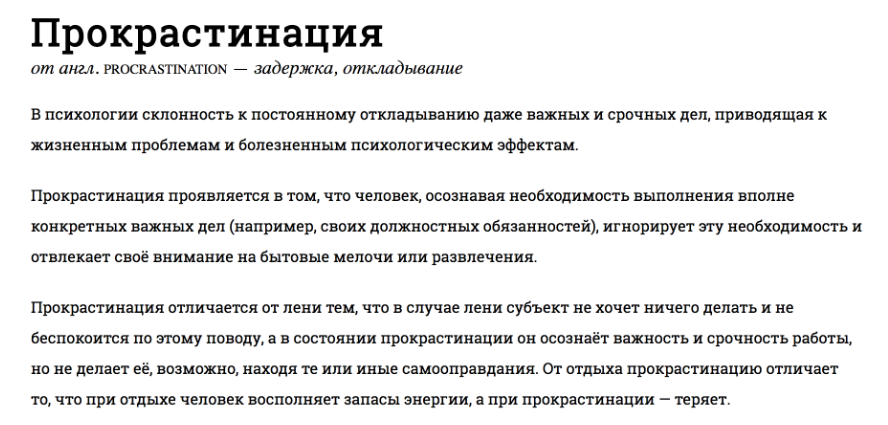 Прокрастинация
от англ. PROCRASTINATION — задержка, откладывание
В психологии склонность к постоянному откладыванию даже важных и срочных дел, приводящая к
жизненным проблемам и болезненным психологическим эффектам.
Прокрастинация проявляется в том, что человек, осознавая необходимость выполнения вполне
конкретных важных дел (например, своих должностных обязанностей), игнорирует эту необходимость и
отвлекает своё внимание на бытовые мелочи или развлечения.
Прокрастинация отличается от лени тем, что в случае лени субъект не хочет ничего делать и не
беспокоится по этому поводу, а в состоянии прокрастинации он осознаёт важность и срочность работы,
но не делает её, возможно, находя те или иные самооправдания. От отдыха прокрастинацию отличает
то, что при отдыхе человек восполняет запасы энергии, а при прокрастинации — теряет.